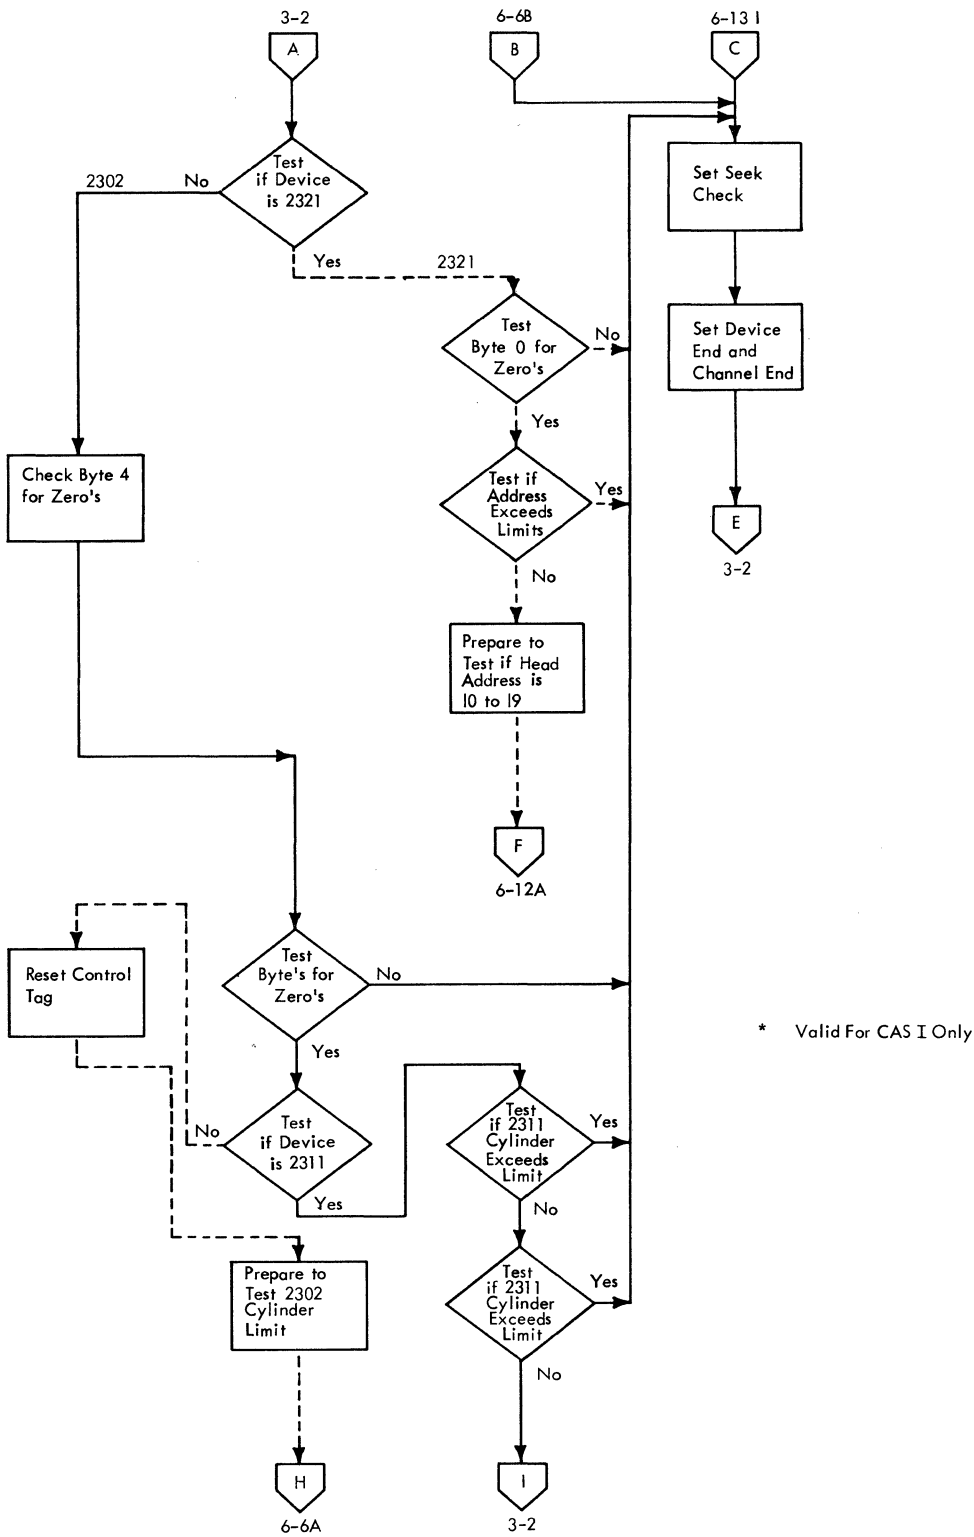 3-2
A
6-6B
B
6-13 I
C
Test
if Device
is 2321
No
2302
Yes
2321
Set Seek
Check
Set Device
End and
Channel End
E
3-2
Test
Byte 0 for
Zero's
No
Yes
Test if
Address
Exceeds
Limits
Yes
No
Check Byte 4
for Zero's
Prepare to
Test if Head
Address is
10 to 19
F
6-12A
Test
Byte's for
Zero's
No
Yes
Reset Control
Tag
* Valid For CAS I Only
Test
if Device
is 2311
No
Yes
Test
if 2311
Cylinder
Exceeds
Limit
Yes
No
Prepare to
Test 2302
Cylinder
Limit
Test
if 2311
Cylinder
Exceeds
Limit
Yes
No
H
6-6A
I
3-2